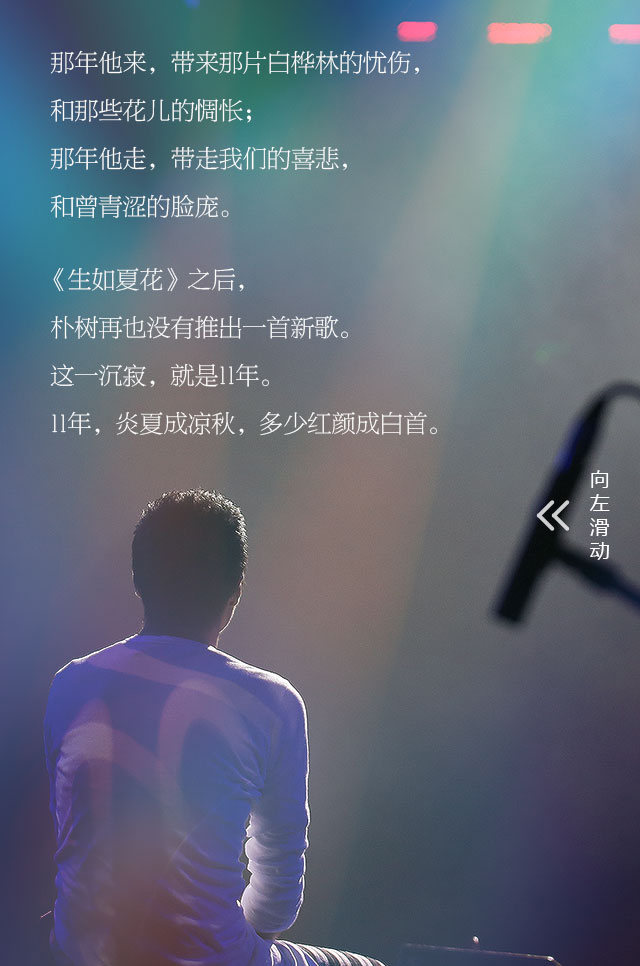 那年他来，带来那片白桦林的忧伤，
和那些花儿的惆怅；
那年他走，带走我们的喜悲，
和曾青涩的脸庞。
《生如夏花》之后，
朴树再也没有推出一首新歌。
这一沉寂，就是11年。
11年，炎夏成凉秋，多少红颜成白首。
向左滑动